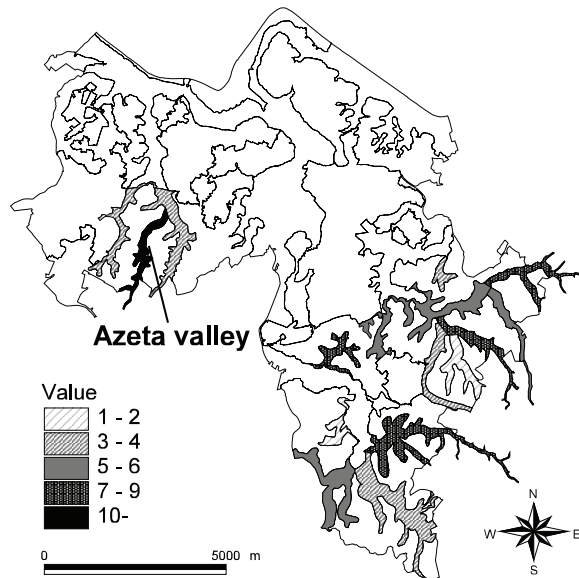 Azeta valley
Value
1 - 2
3 - 4
5 - 6
7 - 9
10-
0 5000 m
N
W E
S